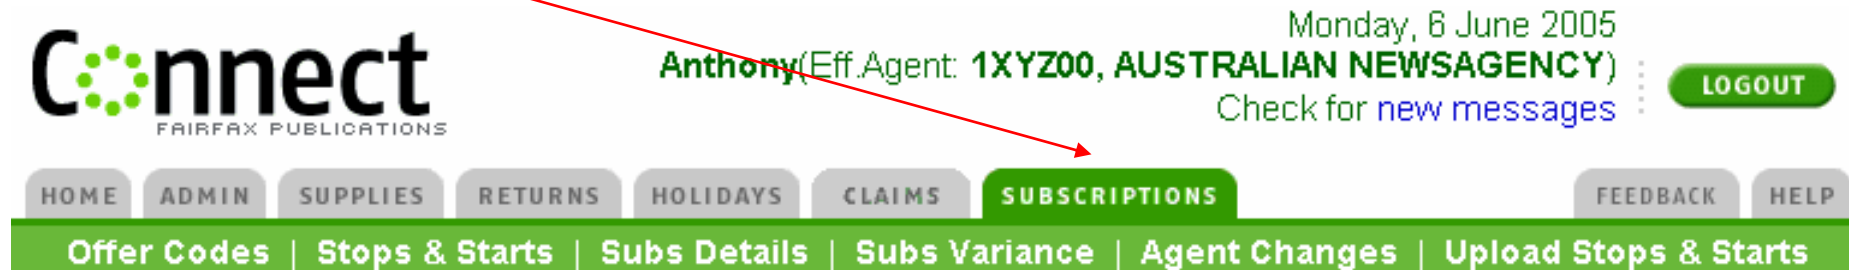 Connect
FAIRFAX PUBLICATIONS
Monday, 6 June 2005
Anthony(Eff.Agent: 1XYZ00, AUSTRALIAN NEWSAGENCY)
Check for new messages
LOGOUT
HOME ADMIN SUPPLIES RETURNS HOLIDAYS CLAIMS SUBSCRIPTIONS FEEDBACK HELP
Offer Codes | Stops & Starts | Subs Details | Subs Variance | Agent Changes | Upload Stops & Starts